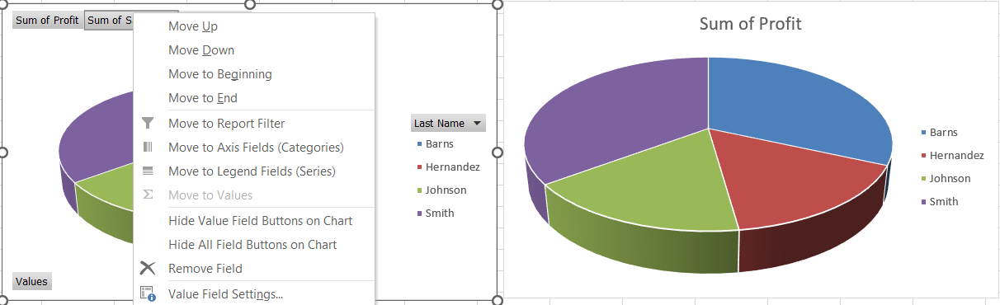 Sum of Profit
Sum of S
Move Up
Move Down
Move to Beginning
Move to End
Move to Report Filter
Move to Axis Fields (Categories)
Move to Legend Fields (Series)
Move to Values
Hide Value Field Buttons on Chart
Hide All Field Buttons on Chart
Remove Field
Value Field Settings...
Last Name
Barns
Hernandez
Johnson
Smith
Values
Sum of Profit
Barns
Hernandez
Johnson
Smith